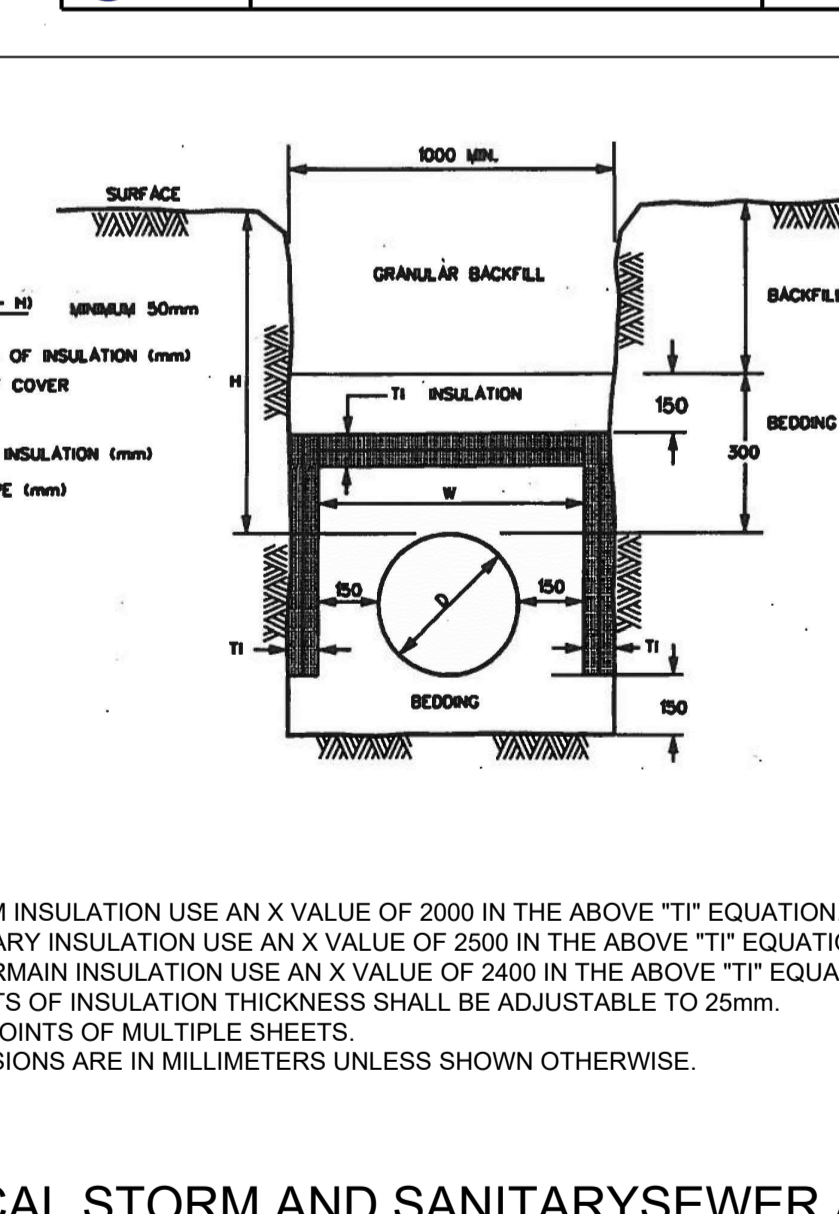 1000 MIN.
SURFACE
GRANULAR BACKFILL
BACKFILL
- H) MINIMUM 50mm
OF INSULATION (mm)
COVER
H
TI INSULATION
150
BEDDING
INSULATION (mm)
300
PE (mm)
W
150
D
150
TI
TI
BEDDING
150
M INSULATION USE AN X VALUE OF 2000 IN THE ABOVE "TI" EQUATION.
ARY INSULATION USE AN X VALUE OF 2500 IN THE ABOVE "TI" EQUATIO
RMAIN INSULATION USE AN X VALUE OF 2400 IN THE ABOVE "TI" EQUA
TS OF INSULATION THICKNESS SHALL BE ADJUSTABLE TO 25mm.
OINTS OF MULTIPLE SHEETS.
SIONS ARE IN MILLIMETERS UNLESS SHOWN OTHERWISE.
CAL STORM AND SANITARYSEWER